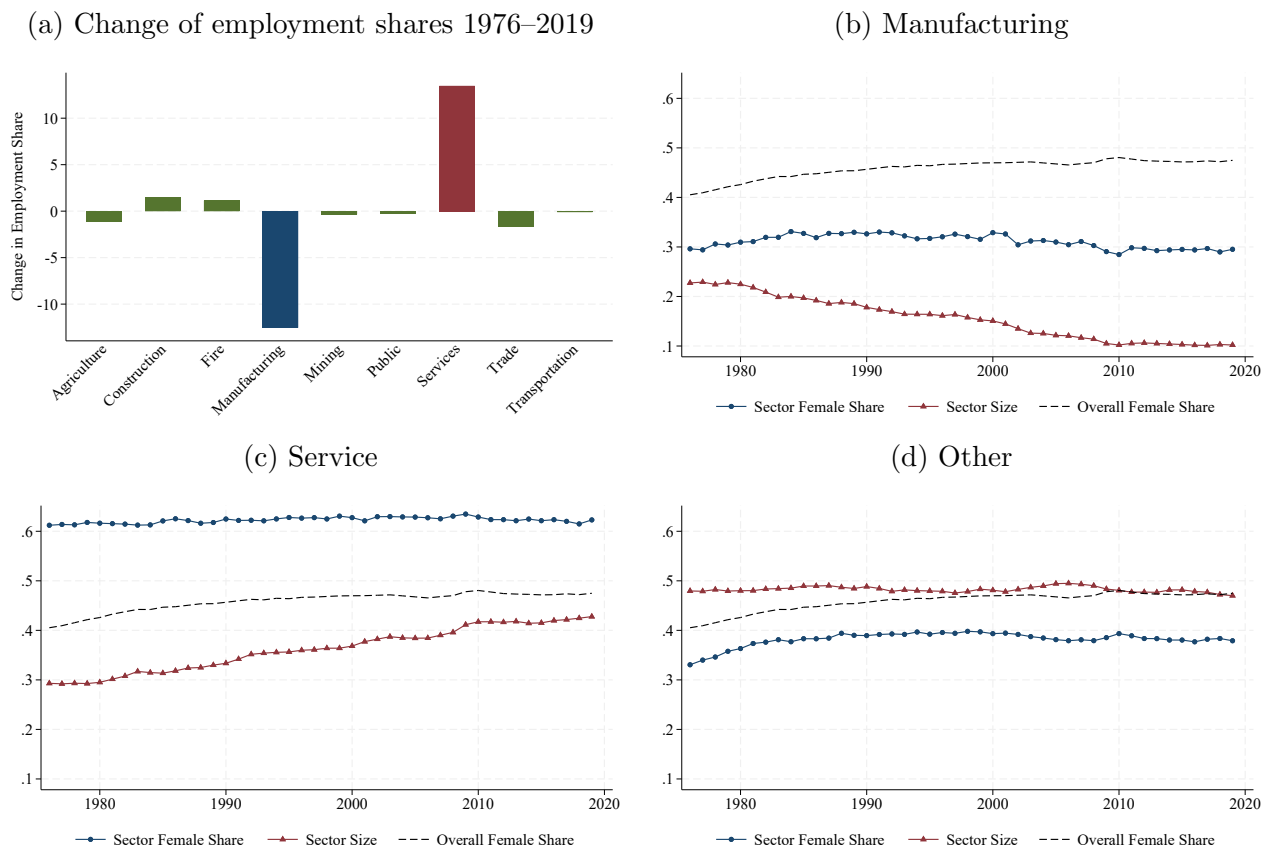 (a) Change of employment shares 1976–2019
Change in Employment Share
10
5
0
-5
-10
Agriculture
Construction
Fire
Manufacturing
Mining
Public
Services
Trade
Transportation
(b) Manufacturing
.6
.5
.4
.3
.2
.1
1980 1990 2000 2010 2020
Sector Female Share Sector Size Overall Female Share
(c) Service
.6
.5
.4
.3
.2
.1
1980 1990 2000 2010 2020
Sector Female Share Sector Size Overall Female Share
(d) Other
.6
.5
.4
.3
.2
.1
1980 1990 2000 2010 2020
Sector Female Share Sector Size Overall Female Share